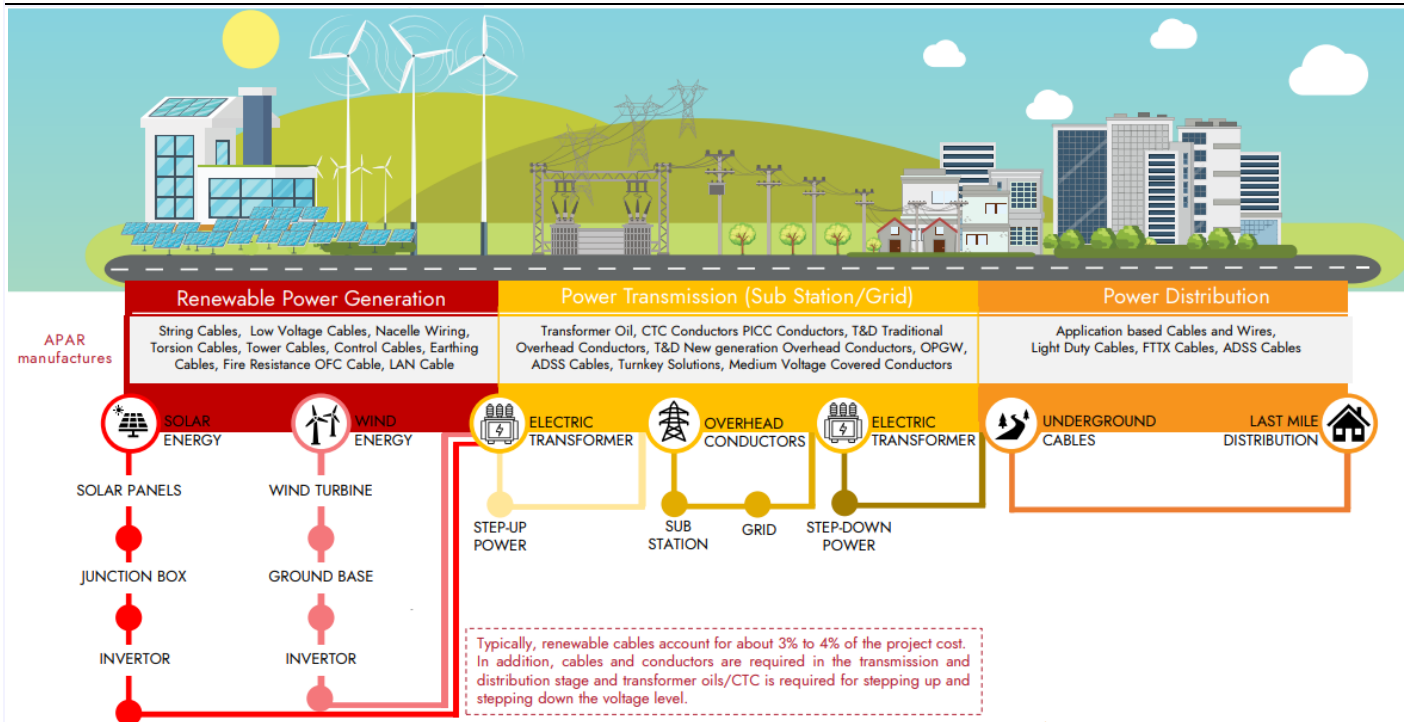 Renewable Power Generation
Power Transmission (Sub Station/Grid)
Power Distribution
APAR
manufactures
String Cables, Low Voltage Cables, Nacelle Wiring,
Torsion Cables, Tower Cables, Control Cables, Earthing
Cables, Fire Resistance OFC Cable, LAN Cable
Transformer Oil, CTC Conductors PICC Conductors, T&D Traditional
Overhead Conductors, T&D New generation Overhead Conductors, OPGW,
ADSS Cables, Turnkey Solutions, Medium Voltage Covered Conductors
Application based Cables and Wires,
Light Duty Cables, FTTX Cables, ADSS Cables
SOLAR
ENERGY
WIND
ENERGY
ELECTRIC
TRANSFORMER
OVERHEAD
CONDUCTORS
ELECTRIC
TRANSFORMER
UNDERGROUND
CABLES
LAST MILE
DISTRIBUTION
SOLAR PANELS
WIND TURBINE
STEP-UP
POWER
SUB
STATION
GRID
STEP-DOWN
POWER
JUNCTION BOX
GROUND BASE
INVERTOR
INVERTOR
Typically, renewable cables account for about 3% to 4% of the project cost.
In addition, cables and conductors are required in the transmission and
distribution stage and transformer oils/CTC is required for stepping up and
stepping down the voltage level.